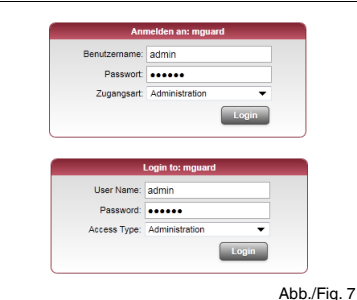 Anmelden an: mguard
Benutzername: admin
Passwort: ●●●●●●
Zugangsart: Administration
Login
Login to: mguard
User Name: admin
Password: ●●●●●●
Access Type: Administration
Login
Abb./Fig. 7